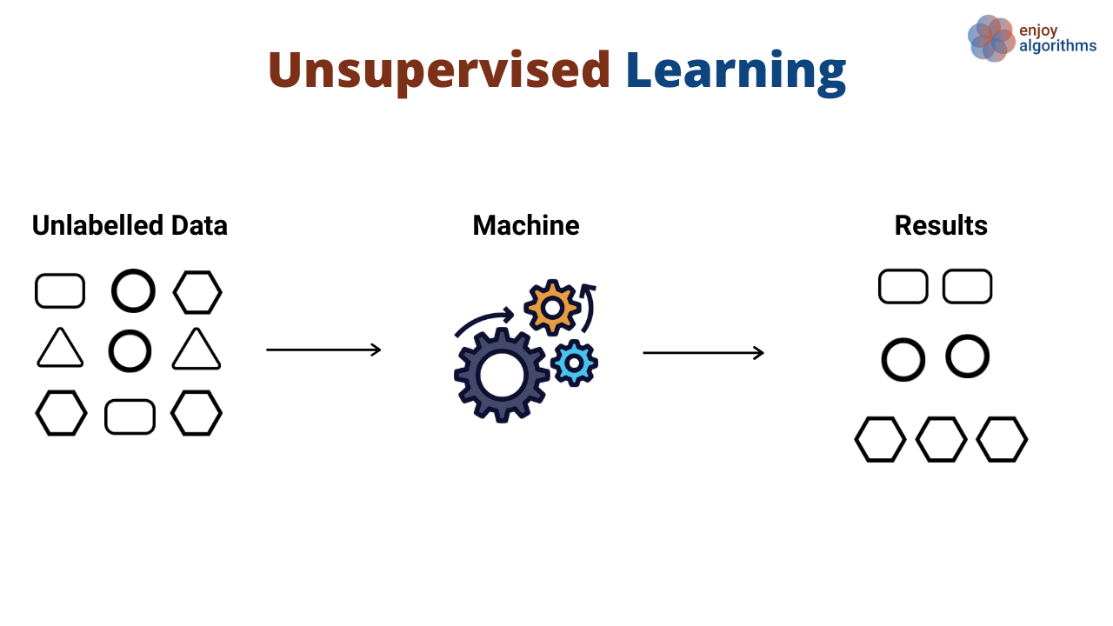 enjoy
algorithms
Unsupervised Learning
Unlabelled Data
Machine
Results